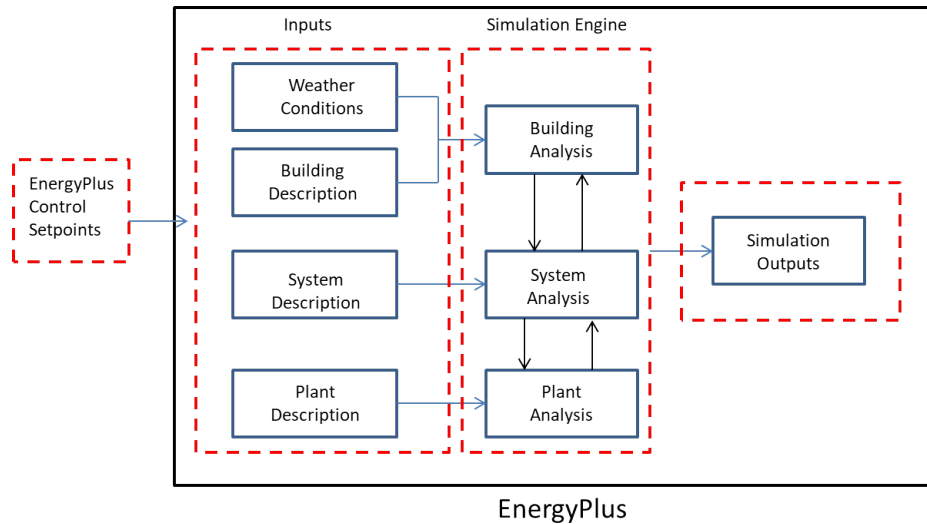 Inputs
Simulation Engine
Weather
Conditions
Building
Description
System
Description
Plant
Description
EnergyPlus
Control
Setpoints
Building
Analysis
System
Analysis
Plant
Analysis
Simulation
Outputs
EnergyPlus